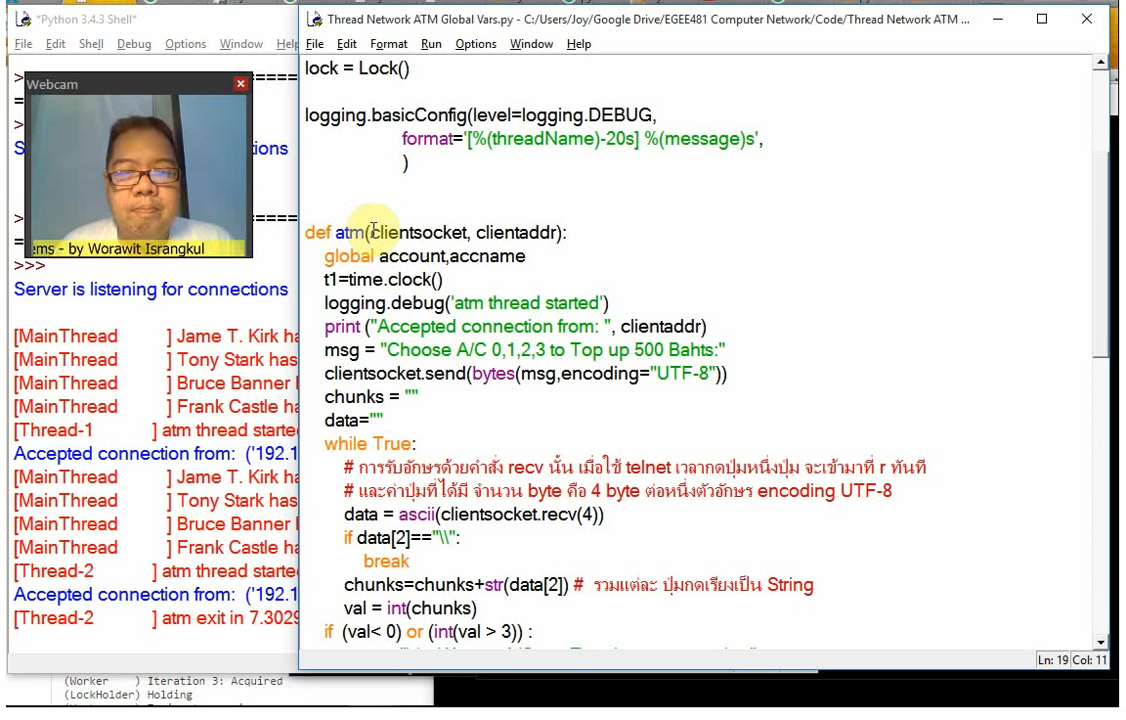 *Python 3.4.3 Shell*
File Edit Shell Debug Options Window Help
Webcam
ems - by Worawit Israngkul
>>>
Server is listening for connections
[MainThread ] Jame T. Kirk ha
[MainThread ] Tony Stark has
[MainThread ] Bruce Banner
[MainThread ] Frank Castle ha
[Thread-1 ] atm thread starte
Accepted connection from: ('192.1
[MainThread ] Jame T. Kirk ha
[MainThread ] Tony Stark has
[MainThread ] Bruce Banner
[MainThread ] Frank Castle ha
[Thread-2 ] atm thread starte
Accepted connection from: ('192.1
[Thread-2 ] atm exit in 7.3029
(Worker ) Iteration 3: Acquired
(LockHolder) Holding
Thread Network ATM Global Vars.py - C:/Users/Joy/Google Drive/EGEE481 Computer Network/Code/Thread Network ATM ...
File Edit Format Run Options Window Help
lock = Lock()
logging.basicConfig(level=logging.DEBUG,
format='[%(threadName)-20s] %(message)s',
)
def atm(clientsocket, clientaddr):
global account,accname
t1=time.clock()
logging.debug('atm thread started')
print ("Accepted connection from: ", clientaddr)
msg = "Choose A/C 0,1,2,3 to Top up 500 Bahts:"
clientsocket.send(bytes(msg,encoding="UTF-8"))
chunks = ""
data=""
while True:
# การรับอักษรด้วยคำสั่ง recv นั้น เมื่อใช้ telnet เวลากดปุ่มหนึ่งปุ่ม จะเข้ามาที่ r ทันที
# และค่าปุ่มที่ได้มี จำนวน byte คือ 4 byte ต่อหนึ่งตัวอักษร encoding UTF-8
data = ascii(clientsocket.recv(4))
if data[2]=="\\":
break
chunks=chunks+str(data[2]) # รวมแต่ละ ปุ่มกดเรียงเป็น String
val = int(chunks)
if (val< 0) or (int(val > 3)) :
Ln: 19 Col: 11